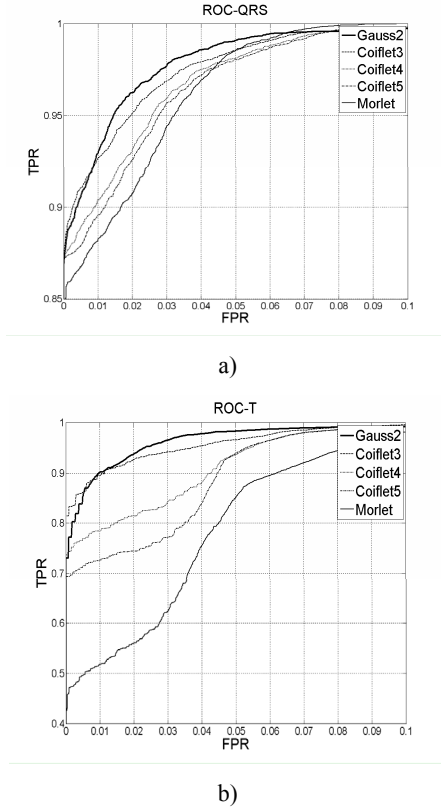 ROC-QRS
1
0.95
0.9
0.85
TPR
0 0.01 0.02 0.03 0.04 0.05 0.06 0.07 0.08 0.09 0.1
FPR
Gauss2
Coiflet3
Coiflet4
Coiflet5
Morlet
a)
ROC-T
1
0.9
0.8
0.7
0.6
0.5
0.4
TPR
0 0.01 0.02 0.03 0.04 0.05 0.06 0.07 0.08 0.09 0.1
FPR
Gauss2
Coiflet3
Coiflet4
Coiflet5
Morlet
b)